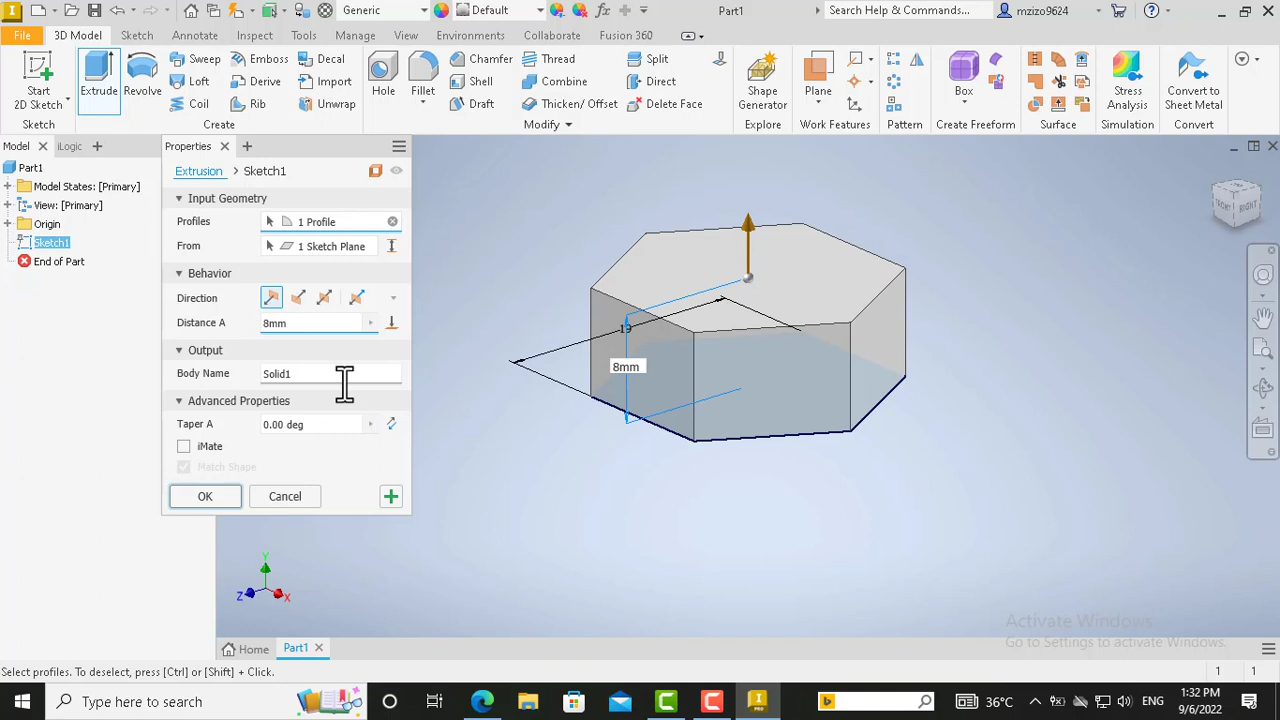 Generic
Default
Part1
Search Help & Commands...
mzizo9624
File
3D Model
Sketch
Annotate
Inspect
Tools
Manage
View
Environments
Collaborate
Fusion 360
Start
2D Sketch
Extrude
Revolve
Sweep
Emboss
Decal
Loft
Derive
Import
Coil
Rib
Unwrap
Hole
Fillet
Chamfer
Thread
Split
Shell
Combine
Direct
Draft
Thicken/ Offset
Delete Face
Shape
Generator
Plane
Box
Stress
Analysis
Convert to
Sheet Metal
Sketch
Create
Modify
Explore
Work Features
Pattern
Create Freeform
Surface
Simulation
Convert
Model
iLogic
Part1
Model States: [Primary]
View: [Primary]
Origin
Sketch1
End of Part
Properties
Extrusion > Sketch1
Input Geometry
Profiles
1 Profile
From
1 Sketch Plane
Behavior
Direction
Distance A
8mm
Output
Body Name
Solid1
Advanced Properties
Taper A
0.00 deg
iMate
Match Shape
OK
Cancel
19
8mm
FRONT
RIGHT
Y
Z
X
Activate Windows
Go to Settings to activate Windows.
Home
Part1
Select profiles. To deselect, press [Ctrl] or [Shift] + Click.
1
1
Type here to search
36°C
ENG
1:32 PM
9/6/2022